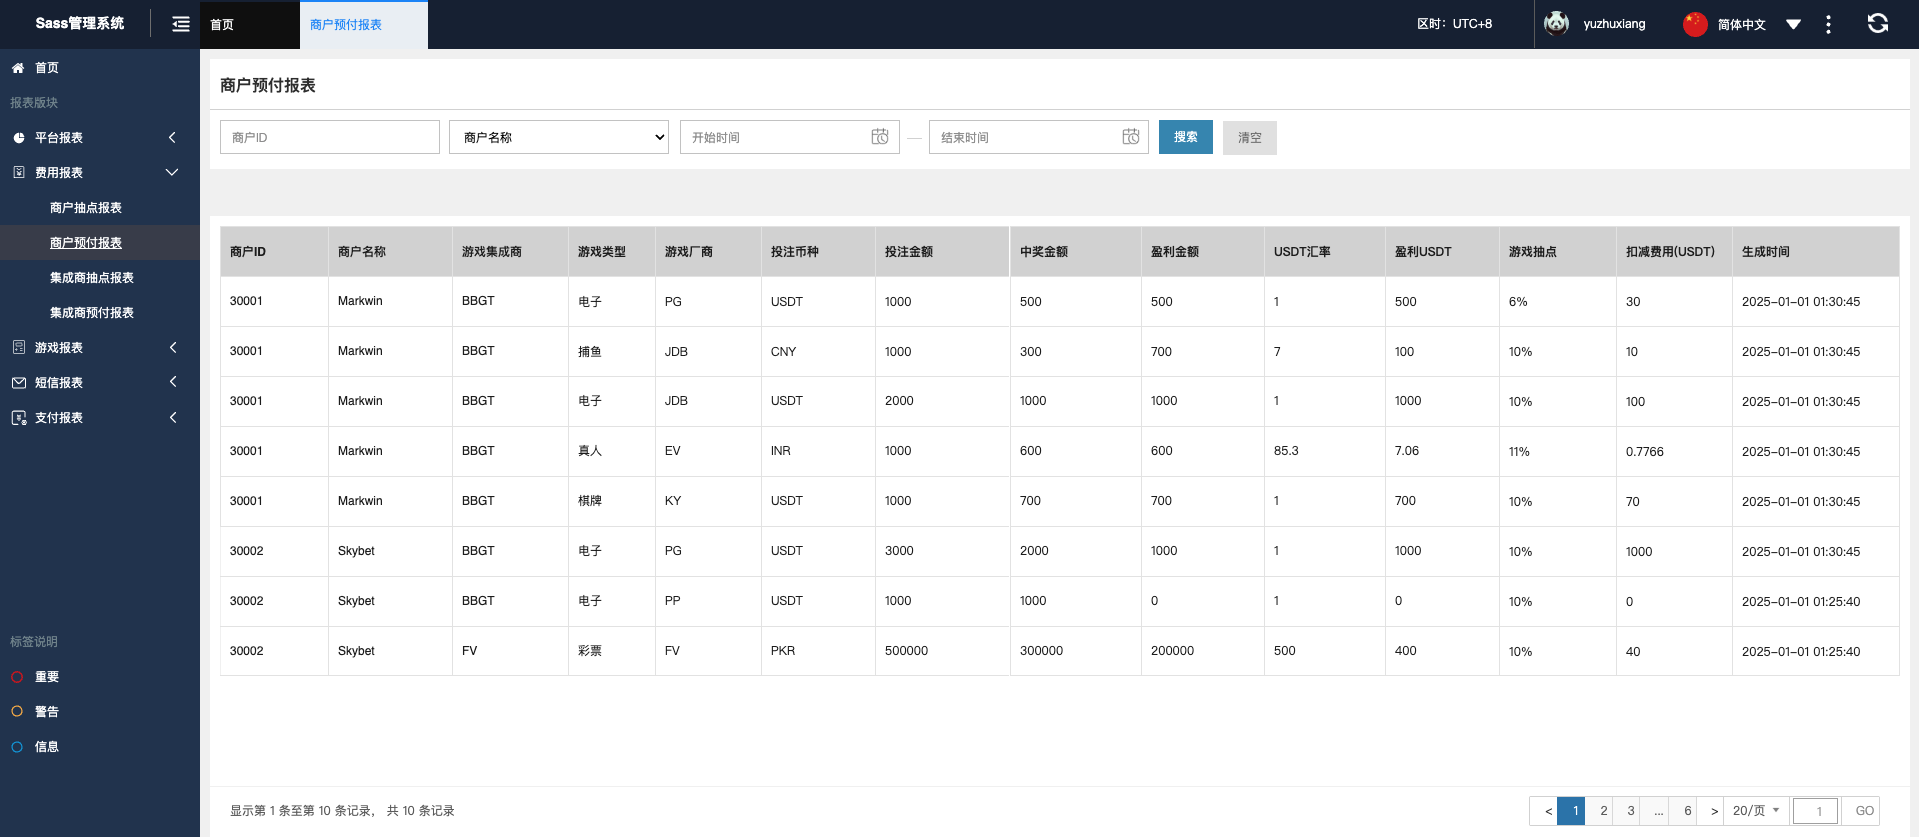 Sass管理系统
首页
商户预付报表
区时：UTC+8
yuzhuxiang
简体中文
首页
报表版块
平台报表
费用报表
商户抽点报表
商户预付报表
集成商抽点报表
集成商预付报表
游戏报表
短信报表
支付报表
标签说明
重要
警告
信息
商户预付报表
商户ID 商户名称 开始时间 — 结束时间 搜索 清空
商户ID 商户名称 游戏集成商 游戏类型 游戏厂商 投注币种 投注金额 中奖金额 盈利金额 USDT汇率 盈利USDT 游戏抽点 扣减费用(USDT) 生成时间
30001 Markwin BBGT 电子 PG USDT 1000 500 500 1 500 6% 30 2025-01-01 01:30:45
30001 Markwin BBGT 捕鱼 JDB CNY 1000 300 700 7 100 10% 10 2025-01-01 01:30:45
30001 Markwin BBGT 电子 JDB USDT 2000 1000 1000 1 1000 10% 100 2025-01-01 01:30:45
30001 Markwin BBGT 真人 EV INR 1000 600 600 85.3 7.06 11% 0.7766 2025-01-01 01:30:45
30001 Markwin BBGT 棋牌 KY USDT 1000 700 700 1 700 10% 70 2025-01-01 01:30:45
30002 Skybet BBGT 电子 PG USDT 3000 2000 1000 1 1000 10% 1000 2025-01-01 01:30:45
30002 Skybet BBGT 电子 PP USDT 1000 1000 0 1 0 10% 0 2025-01-01 01:25:40
30002 Skybet FV 彩票 FV PKR 500000 300000 200000 500 400 10% 40 2025-01-01 01:25:40
显示第 1 条至第 10 条记录， 共 10 条记录
< 1 2 3 ... 6 > 20/页 1 GO